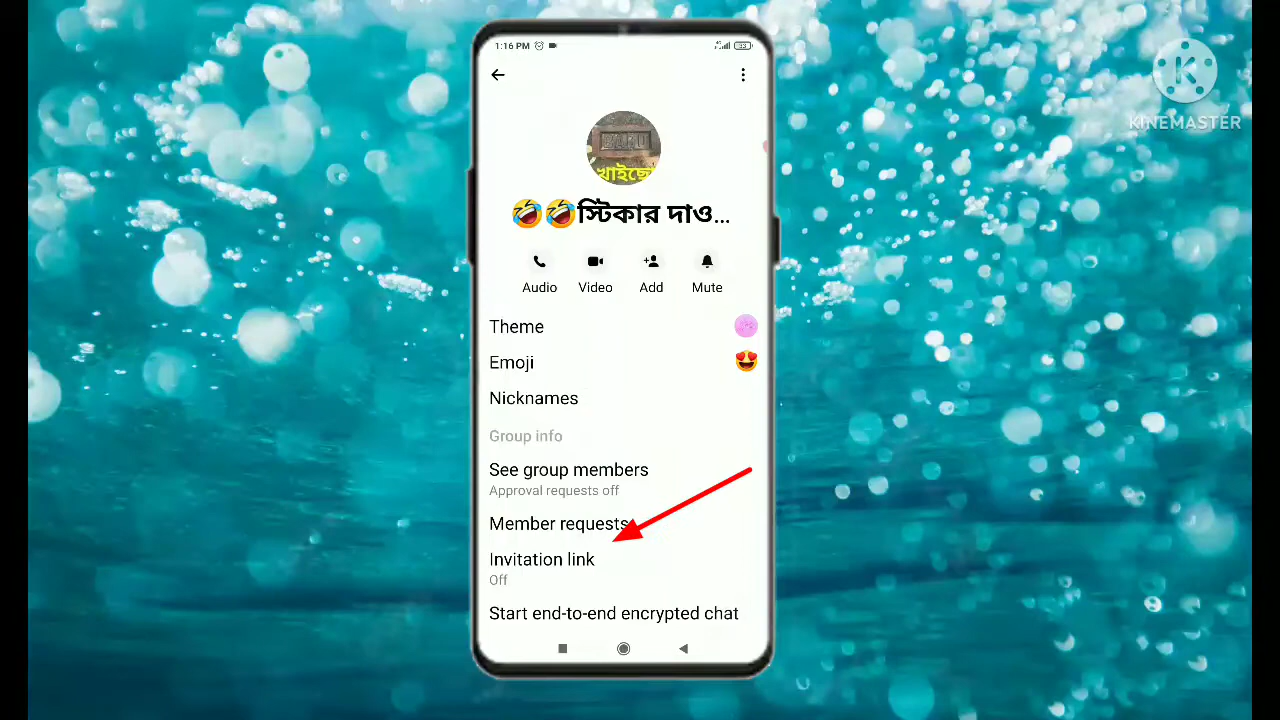 1:16 PM
33
KINEMASTER
খাইছে
🤣🤣স্টিকার দাও...
Audio Video Add Mute
Theme
Emoji
Nicknames
Group info
See group members
Approval requests off
Member requests
Invitation link
Off
Start end-to-end encrypted chat